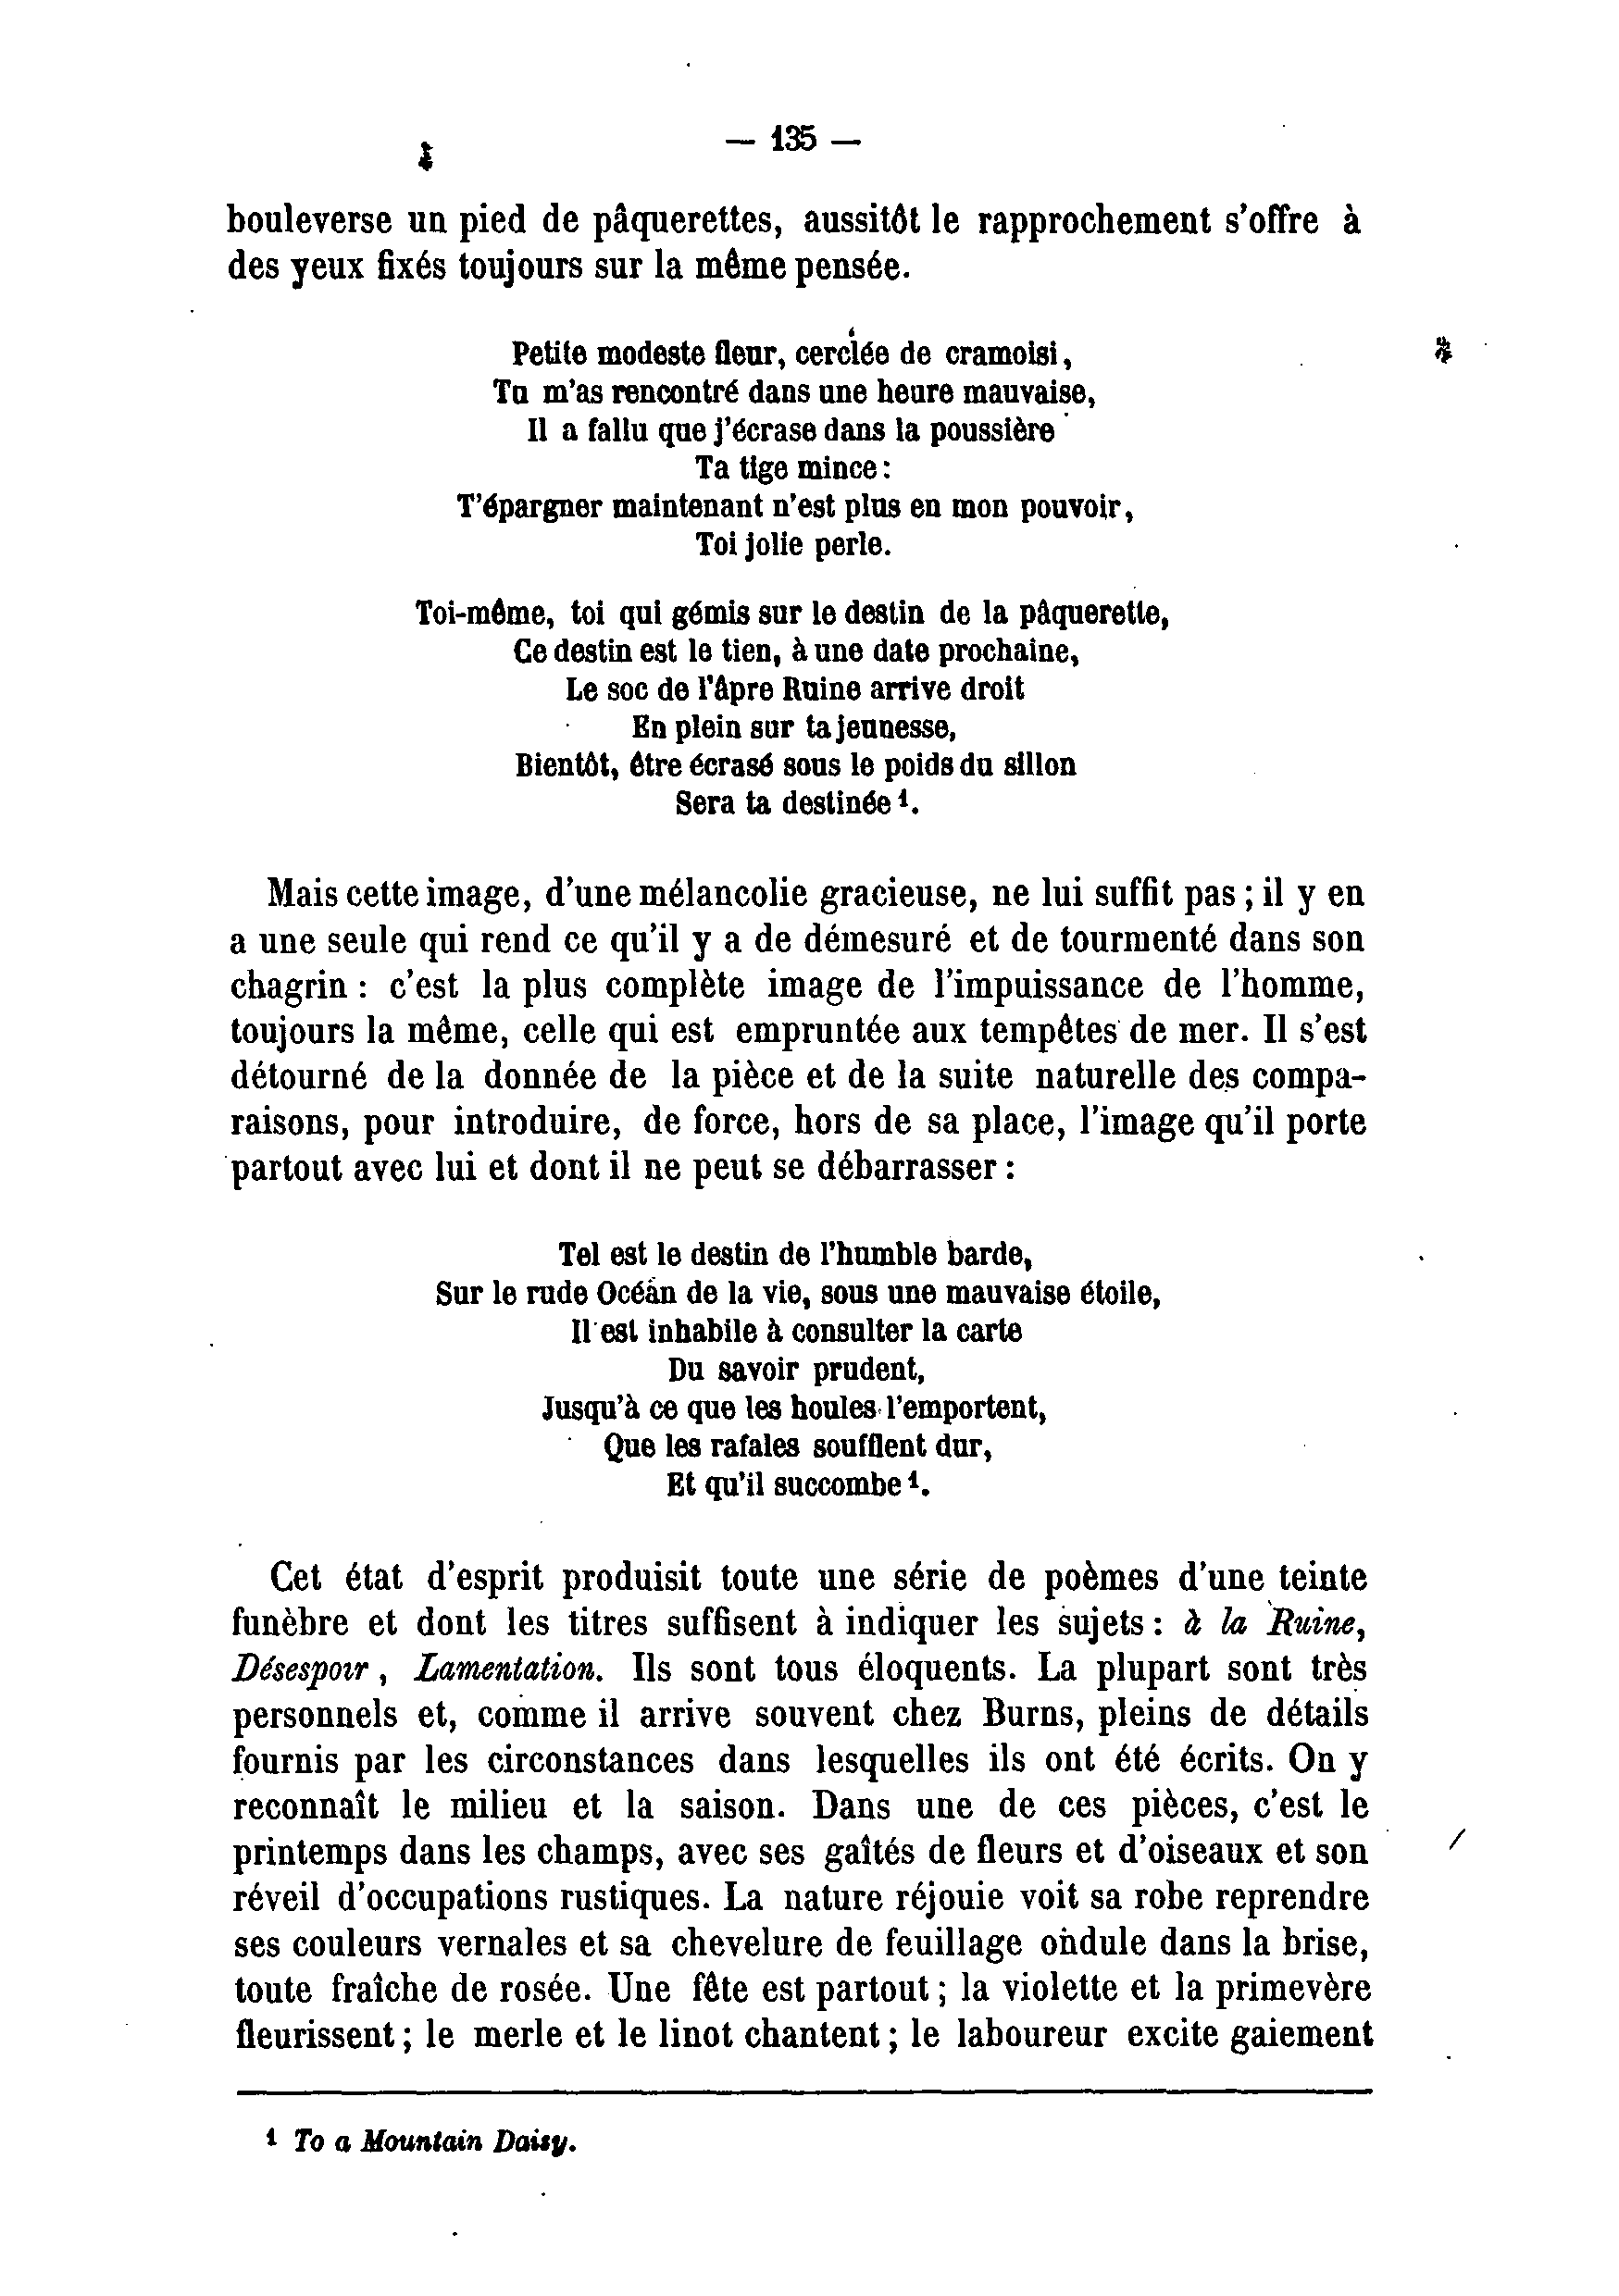 — 135 —
bouleverse un pied de pâquerettes, aussitôt le rapprochement s'offre à
des yeux fixés toujours sur la même pensée.
Petite modeste fleur, cerclée de cramoisi,
Tu m'as rencontré dans une heure mauvaise,
Il a fallu que j'écrase dans la poussière
Ta tige mince :
T'épargner maintenant n'est plus en mon pouvoir,
Toi jolie perle.
Toi-même, toi qui gémis sur le destin de la pâquerette,
Ce destin est le tien, à une date prochaine,
Le soc de l'âpre Ruine arrive droit
En plein sur ta jeunesse,
Bientôt, être écrasé sous le poids du sillon
Sera ta destinée ¹.
Mais cette image, d'une mélancolie gracieuse, ne lui suffit pas ; il y en
a une seule qui rend ce qu'il y a de démesuré et de tourmenté dans son
chagrin : c'est la plus complète image de l'impuissance de l'homme,
toujours la même, celle qui est empruntée aux tempêtes de mer. Il s'est
détourné de la donnée de la pièce et de la suite naturelle des compa-
raisons, pour introduire, de force, hors de sa place, l'image qu'il porte
partout avec lui et dont il ne peut se débarrasser :
Tel est le destin de l'humble barde,
Sur le rude Océan de la vie, sous une mauvaise étoile,
Il est inhabile à consulter la carte
Du savoir prudent,
Jusqu'à ce que les houles l'emportent,
Que les rafales soufflent dur,
Et qu'il succombe ¹.
Cet état d'esprit produisit toute une série de poèmes d'une teinte
funèbre et dont les titres suffisent à indiquer les sujets : à la Ruine,
Désespoir, Lamentation. Ils sont tous éloquents. La plupart sont très
personnels et, comme il arrive souvent chez Burns, pleins de détails
fournis par les circonstances dans lesquelles ils ont été écrits. On y
reconnaît le milieu et la saison. Dans une de ces pièces, c'est le
printemps dans les champs, avec ses gaîtés de fleurs et d'oiseaux et son
réveil d'occupations rustiques. La nature réjouie voit sa robe reprendre
ses couleurs vernales et sa chevelure de feuillage ondule dans la brise,
toute fraîche de rosée. Une fête est partout ; la violette et la primevère
fleurissent ; le merle et le linot chantent ; le laboureur excite gaiement
¹ To a Mountain Daisy.